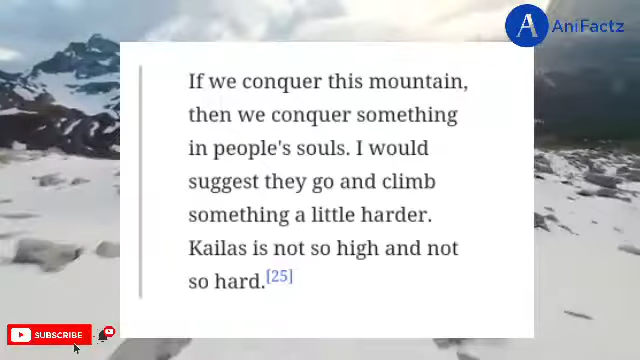 AniFactz
If we conquer this mountain,
then we conquer something
in people's souls. I would
suggest they go and climb
something a little harder.
Kailas is not so high and not
so hard.[25]
SUBSCRIBE